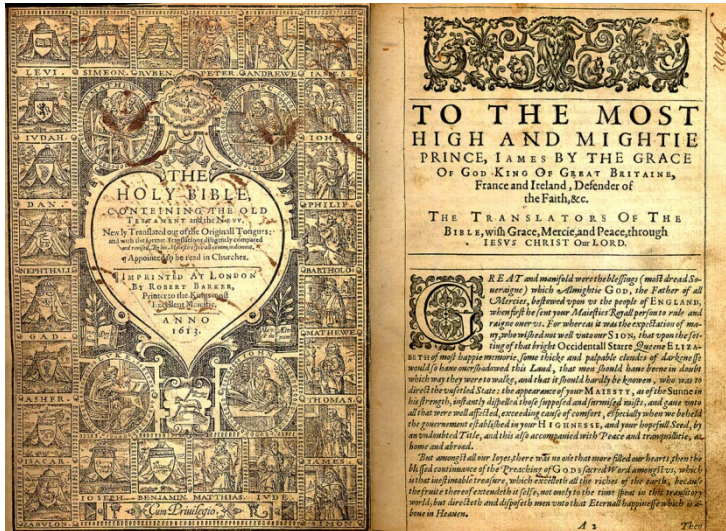 LEVI. SIMEON. RVBEN. PETER. ANDREWE IAMES
IVDAH.
IOHN
DAN.
PHILIP.
NEPHTHALI
BARTHOLO
GAD.
MATHEWE
ASHER.
THOMAS.
ISACAR.
IAMES.
ZABVLON.
IOSEPH. BENJAMIN. MATTHIAS. IVDE
SIMON.
THE
HOLY BIBLE,
CONTEINING THE OLD
TESTAMENT and the NEVV.
Newly Translated out of the Originall Tongues:
and with the former Translations diligently compared
and revised, by his Majesties speciall commandement.
Appointed to be read in Churches.
IMPRINTED AT LONDON
BY ROBERT BARKER,
Printer to the Kings most
Excellent Maiestie.
ANNO
1613.
Cum Privilegio.
TO THE MOST
HIGH AND MIGHTIE
PRINCE, IAMES BY THE GRACE
OF GOD KING OF GREAT BRITAINE,
France and Ireland, Defender of
the Faith, &c.
THE TRANSLATORS OF THE
BIBLE, wish Grace, Mercie, and Peace, through
IESVS CHRIST Our LORD.
GREAT and manifold were the blessings (most dread So-
ueraigne) which Almightie GOD, the Father of all
Mercies, bestowed vpon vs the people of ENGLAND,
when first he sent your Maiesties Royall person to rule and
raigne ouer vs. For whereas it was the expectation of ma-
ny, who wished not well vnto our SION, that vpon the set-
ting of that bright Occidentall Starre Queene ELIZA-
BETH of most happie memorie, some thicke and palpable cloudes of darkenesse
would so haue ouershadowed this Land, that men should haue beene in doubt
which way they were to walke, and that it should hardly be knowen, who was to
direct the vnsetled State: the appearance of your MAIESTY, as of the Sunne in
his strength, instantly dispelled those supposed and surmised mists, and gaue vnto
all that were well affected, exceeding cause of comfort, especially when we beheld
the gouernement established in your HIGHNESSE, and your hopefull Seed, by
an vndoubted Title, and this also accompanied with Peace and tranquillitie, at
home and abroad.
But amongst all our Ioyes, there was no one that more filled our hearts then the
blessed continuance of the Preaching of GODS sacred Word amongst vs, which
is that inestimable treasure, which excelleth all the riches of the earth, because
the fruite thereof extendeth it selfe, not onely to the time spent in this transitory
world, but directeth and disposeth men vnto that Eternall happinesse which is a-
boue in Heauen.
A 2 Then